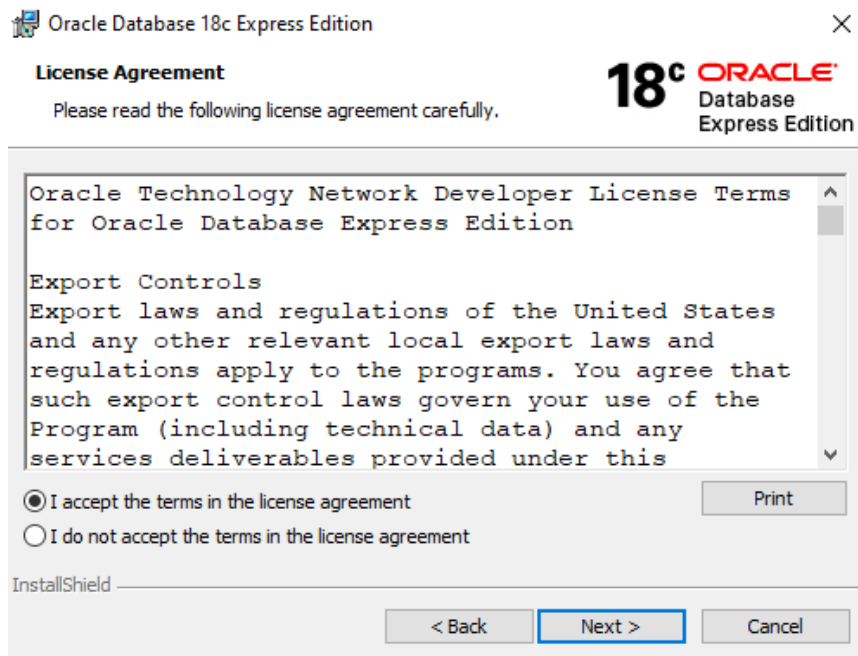 Oracle Database 18c Express Edition
License Agreement
Please read the following license agreement carefully.
18c ORACLE
Database
Express Edition
Oracle Technology Network Developer License Terms
for Oracle Database Express Edition
Export Controls
Export laws and regulations of the United States
and any other relevant local export laws and
regulations apply to the programs. You agree that
such export control laws govern your use of the
Program (including technical data) and any
services deliverables provided under this
I accept the terms in the license agreement
Print
I do not accept the terms in the license agreement
InstallShield
< Back
Next >
Cancel